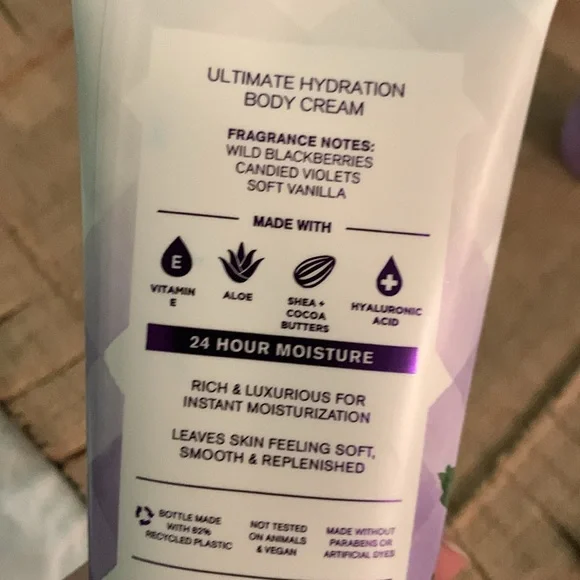 ULTIMATE HYDRATION
BODY CREAM
FRAGRANCE NOTES:
WILD BLACKBERRIES
CANDIED VIOLETS
SOFT VANILLA
MADE WITH
E
VITAMIN
E
ALOE
SHEA +
COCOA
BUTTERS
HYALURONIC
ACID
24 HOUR MOISTURE
RICH & LUXURIOUS FOR
INSTANT MOISTURIZATION
LEAVES SKIN FEELING SOFT,
SMOOTH & REPLENISHED
BOTTLE MADE
WITH 82%
RECYCLED PLASTIC
NOT TESTED
ON ANIMALS
& VEGAN
MADE WITHOUT
PARABENS OR
ARTIFICIAL DYES